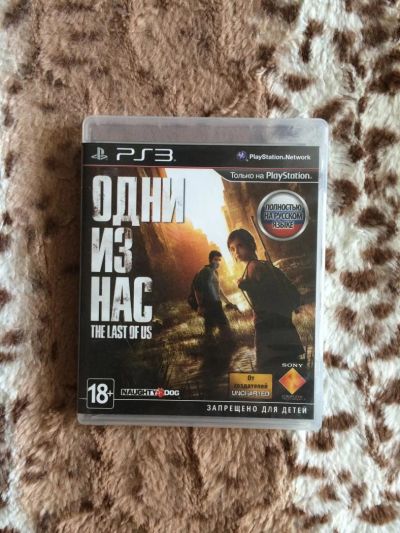 PS3
PlayStation.Network
Только на PlayStation.
ОДНИ
ИЗ
НАС
THE LAST OF US
ПОЛНОСТЬЮ
НА РУССКОМ
ЯЗЫКЕ
18+
NAUGHTY DOG
От
создателей
UNCHARTED
SONY
ЗАПРЕЩЕНО ДЛЯ ДЕТЕЙ